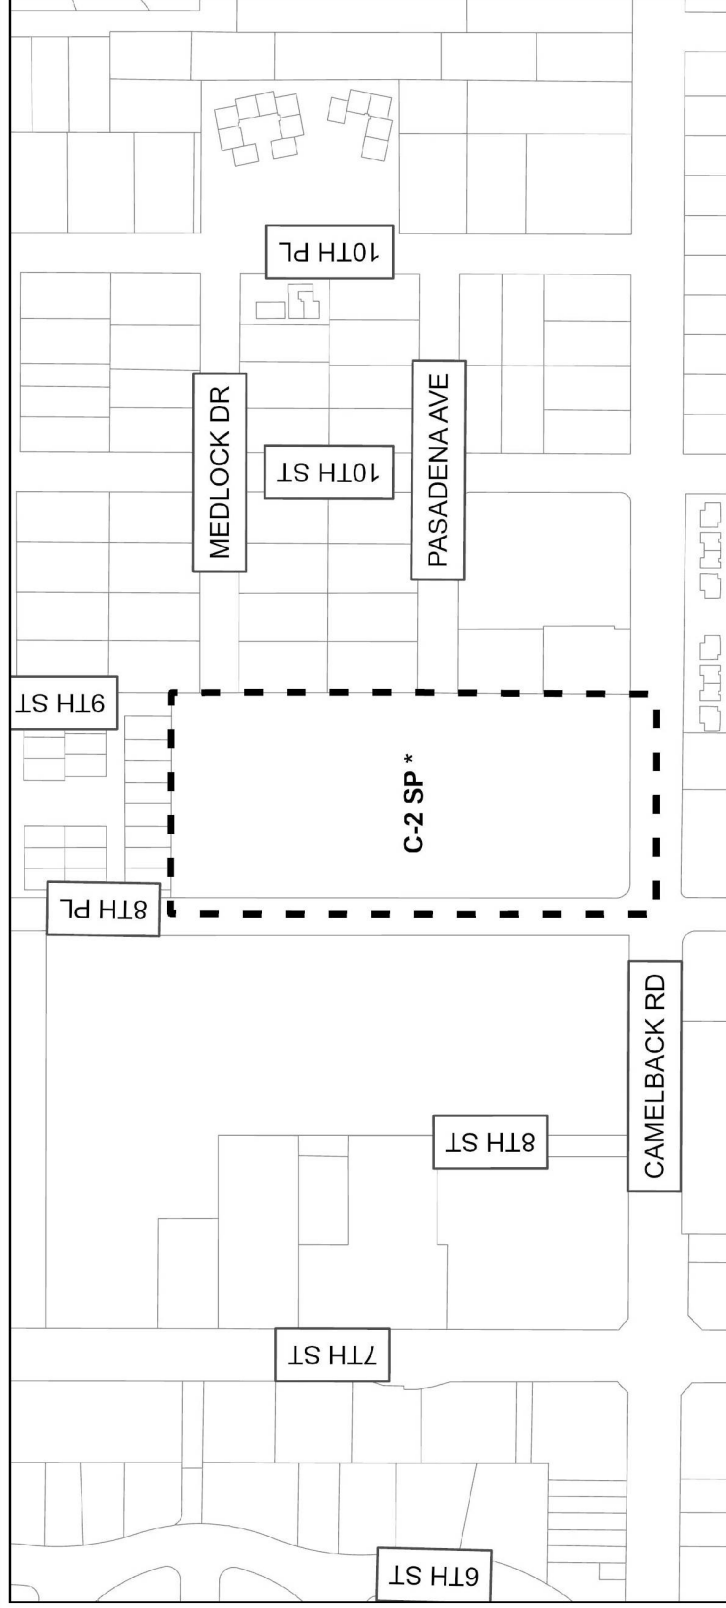 10TH PL
MEDLOCK DR
PASADENA AVE
10TH ST
9TH ST
C-2 SP *
8TH PL
CAMELBACK RD
8TH ST
7TH ST
6TH ST